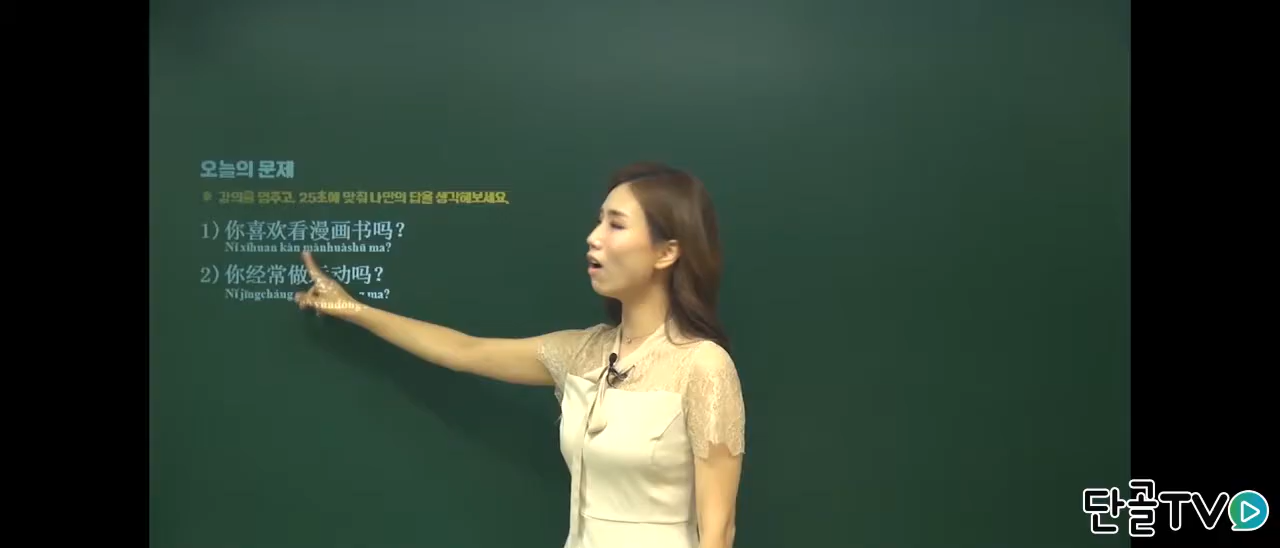 오늘의 문제
※ 강의를 멈추고, 25초에 맞춰 나만의 답을 생각해보세요.
1) 你喜欢看漫画书吗?
Nǐ xǐhuan kàn mànhuàshū ma?
2) 你经常做运动吗?
Nǐ jīngcháng yùndòng ma?
단골TV